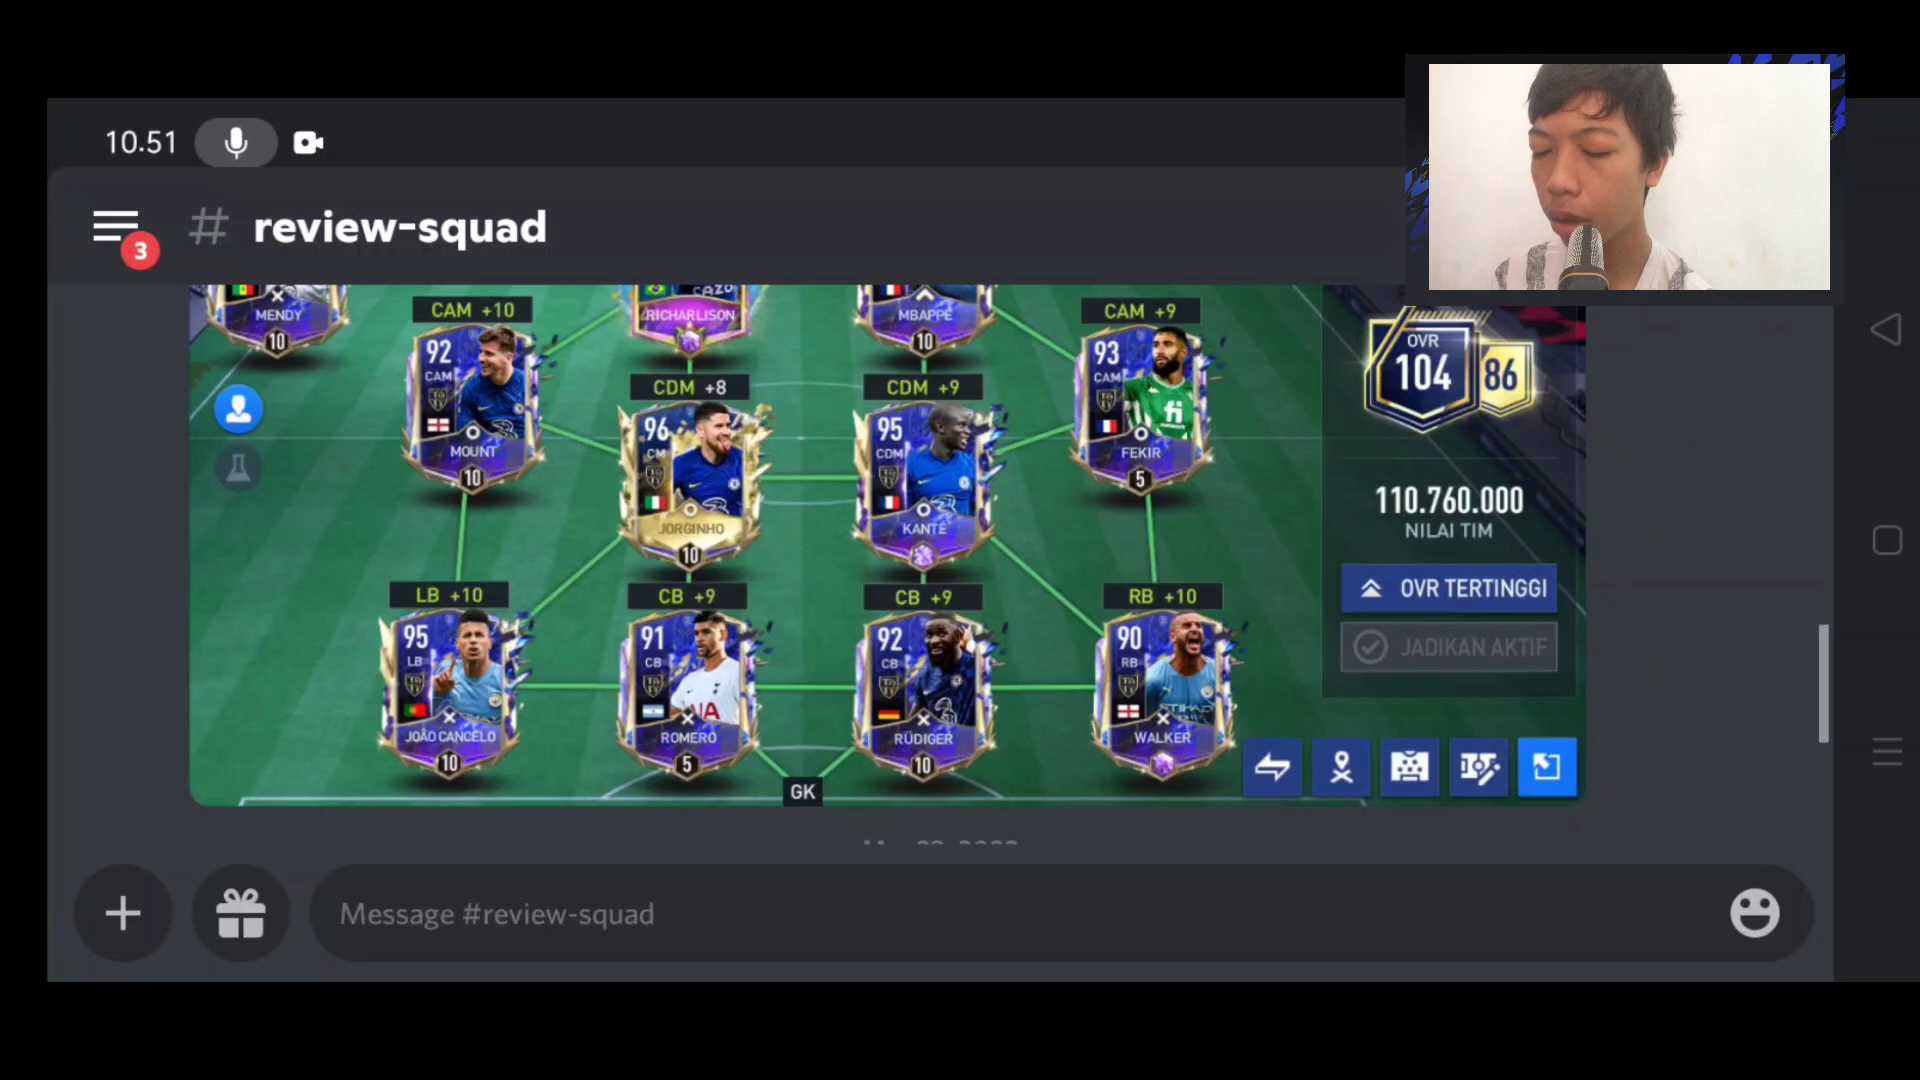 10.51
3
# review-squad
MENDY
10
CAM +10
92
CAM
MOUNT
10
RICHARLISON
MBAPPÉ
10
CAM +9
93
CAM
FEKIR
5
CDM +8
96
CM
JORGINHO
10
CDM +9
95
CDM
KANTÉ
OVR
104
86
110.760.000
NILAI TIM
OVR TERTINGGI
JADIKAN AKTIF
LB +10
95
LB
JOÃO CANCELO
10
CB +9
91
CB
ROMERO
5
CB +9
92
CB
RÜDIGER
10
RB +10
90
RB
WALKER
GK
Message #review-squad